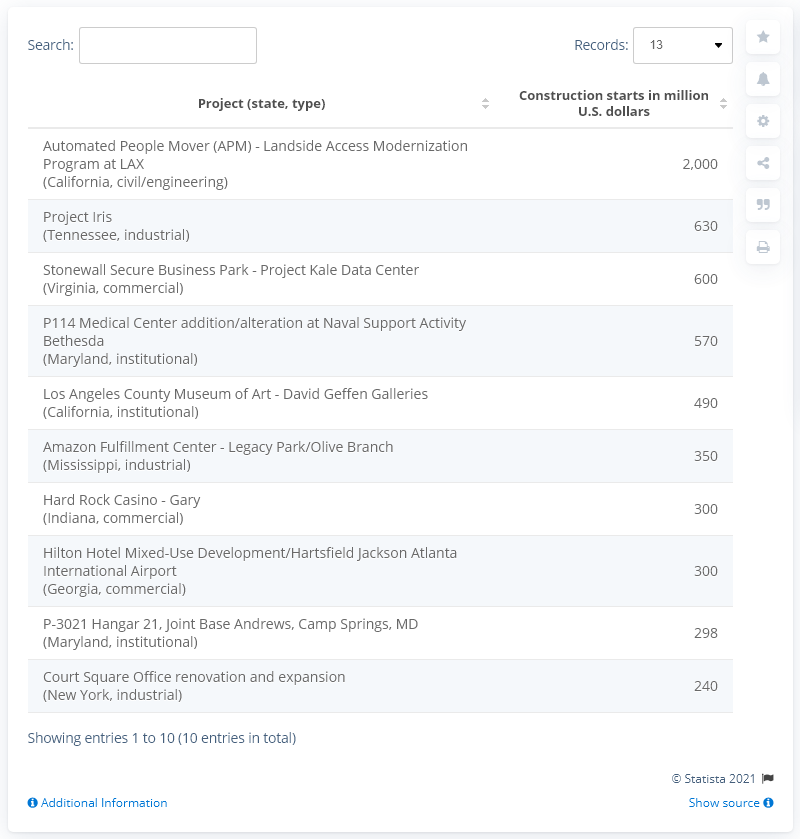 Search:
Records: 13
Project (state, type)
Construction starts in million
U.S. dollars
Automated People Mover (APM) - Landside Access Modernization
Program at LAX
(California, civil/engineering)
2,000
Project Iris
(Tennessee, industrial)
630
Stonewall Secure Business Park - Project Kale Data Center
(Virginia, commercial)
600
P114 Medical Center addition/alteration at Naval Support Activity
Bethesda
(Maryland, institutional)
570
Los Angeles County Museum of Art - David Geffen Galleries
(California, institutional)
490
Amazon Fulfillment Center - Legacy Park/Olive Branch
(Mississippi, industrial)
350
Hard Rock Casino - Gary
(Indiana, commercial)
300
Hilton Hotel Mixed-Use Development/Hartsfield Jackson Atlanta
International Airport
(Georgia, commercial)
300
P-3021 Hangar 21, Joint Base Andrews, Camp Springs, MD
(Maryland, institutional)
298
Court Square Office renovation and expansion
(New York, industrial)
240
Showing entries 1 to 10 (10 entries in total)
© Statista 2021
Additional Information
Show source